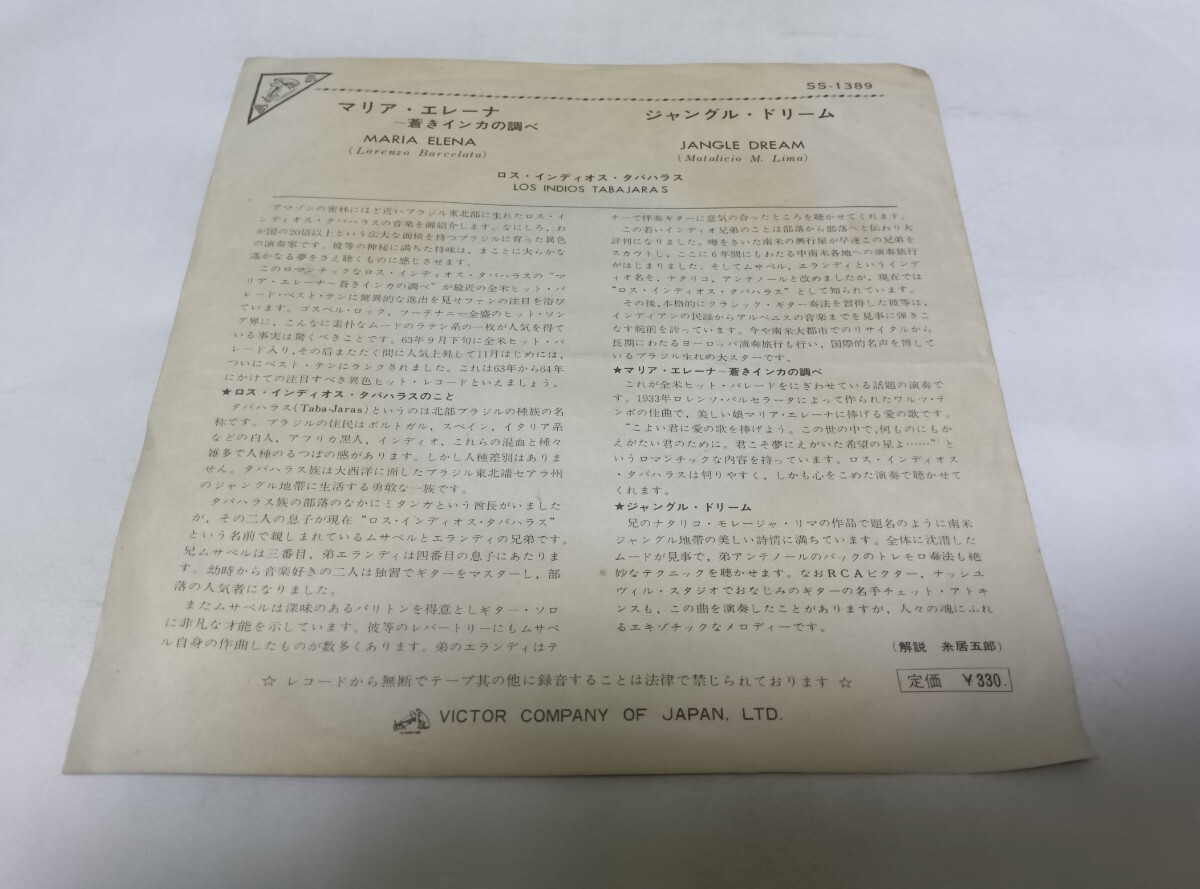 SS-1389
マリア・エレーナ
−蒼きインカの調べ
MARIA ELENA
(Lorenzo Barcelata)
ジャングル・ドリーム
JANGLE DREAM
(Matalicio M. Lima)
ロス・インディオス・タバハラス
LOS INDIOS TABAJARAS
アマゾンの密林にほど近いブラジル東北部に生れたロス・イ
ンディオス・タバハラスの音楽を御紹介します。なにしろ、わ
が国の20倍以上という広大な面積を持つブラジルに育った異色
の演奏家です。彼等の神秘に満ちた持味は、まことに大らかな
遙かなる夢をさえ聴くものに感じさせます。
このロマンチックなロス・インディオス・タバハラスの“マ
リア・エレーナ−蒼きインカの調べ”が最近の全米ヒット・パ
レード・ベスト・テンに驚異的な進出を見せファンの注目を浴び
ています。ゴスペル・ロック，フーテナニー全盛のヒット・ソン
グ界に，こんなに素朴なムードのラテン系の一枚が人気を得て
いる事実は驚くべきことです。63年9月下旬に全米ヒット・パ
レード入り，その后またたく間に人気上昇して11月はじめには，
ついにベスト・テンにランクされました。これは63年から64年
にかけての注目すべき異色ヒット・レコードといえましょう。
★ロス・インディオス・タバハラスのこと
タバハラス(Taba-Jaras)というのは北部ブラジルの種族の名
称です。ブラジルの住民はポルトガル，スペイン，イタリア系
などの白人，アフリカ黒人，インディオ，これらの混血と種々
雑多で人種のるつぼの感があります。しかし人種差別はありま
せん。タバハラス族は大西洋に面したブラジル東北端セアラ州
のジャングル地帯に生活する勇敢な一族です。
タバハラス族の部落のなかにミタンガという酋長がいました
が，その二人の息子が現在“ロス・インディオス・タバハラス”
という名前で親しまれているムサペルとエランディの兄弟です。
兄ムサペルは三番目，弟エランディは四番目の息子にあたりま
す。幼時から音楽好きの二人は独習でギターをマスターし，部
落の人気者になりました。
またムサペルは深味のあるバリトンを得意としギター・ソロ
に非凡な才能を示しています。彼等のレパートリーにもムサペ
ル自身の作曲したものが数多くあります。弟のエランディはテ
ナーで伴奏ギターに意気の合ったところを聴かせてくれます。
この若いインディオ兄弟のことは部落から部落へと伝わり大
評判になりました。噂をきいた南米の興行屋が早速この兄弟を
スカウトし，ここに6年間にもわたる中南米各地への演奏旅行
がはじまりました。そしてムサペル，エランディというインデ
ィオ名を，ナタリコ，アンテノールと改めましたが，現在では
“ロス・インディオス・タバハラス”として知られています。
その後，本格的にクラシック・ギター奏法を習得した彼等は，
インディアンの民謡からアルベニスの音楽までを見事に弾きこ
なす腕前を誇っています。今や南米大都市でのリサイタルから
長期にわたるヨーロッパ演奏旅行も行い，国際的名声を博して
いるブラジル生れの大スターです。
★マリア・エレーナ−蒼きインカの調べ
これが全米ヒット・パレードをにぎわせている話題の演奏で
す。1933年ロレンソ・バルセラータによって作られたワルツ・テ
ンポの佳曲で，美しい娘マリア・エレーナに捧げる愛の歌です。
“こよい君に愛の歌を捧げよう。この世の中で，何ものにもか
えがたい君のために。君こそ夢にえがいた希望の星よ……”と
いうロマンチックな内容を持っています。ロス・インディオス
・タバハラスは判りやすく，しかも心をこめた演奏で聴かせて
くれます。
★ジャングル・ドリーム
兄のナタリコ・モレージャ・リマの作品で題名のように南米
ジャングル地帯の美しい詩情に満ちています。全体に沈潜した
ムードが見事で，弟アンテノールのバックのトレモロ奏法も絶
妙なテクニックを聴かせます。なおＲＣＡビクター，ナッシュ
ヴィル・スタジオでおなじみのギターの名手チェット・アトキ
ンスも，この曲を演奏したことがありますが，人々の魂にふれ
るエキゾチックなメロディーです。
(解説 糸居五郎)
☆ レコードから無断でテープ其の他に録音することは法律で禁じられております ☆
定価 ￥330.
VICTOR COMPANY OF JAPAN, LTD.